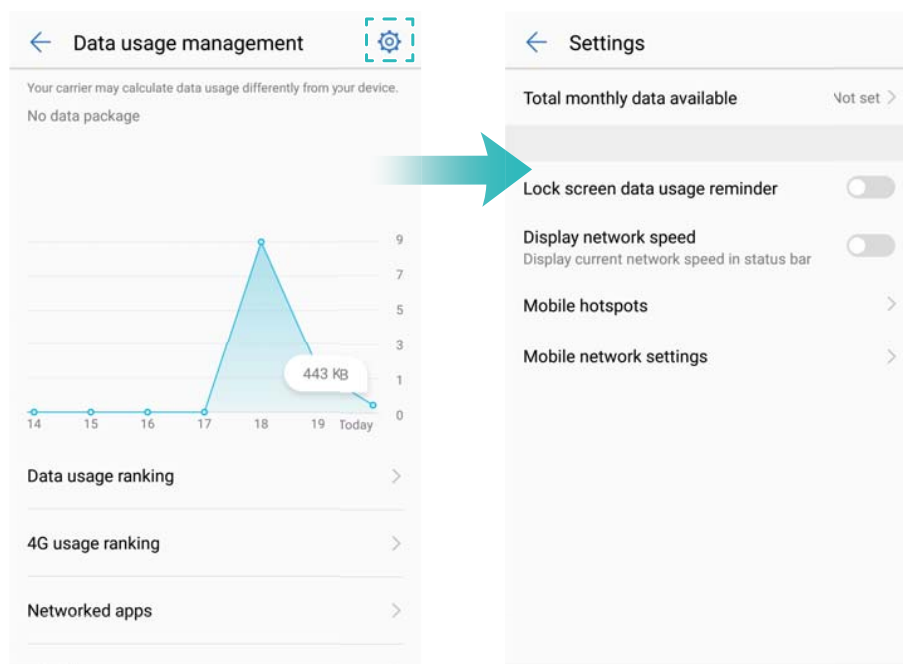 Data usage management
Your carrier may calculate data usage differently from your device.
No data package
9
7
5
3
443 KB
1
0
14 15 16 17 18 19 Today
Data usage ranking
4G usage ranking
Networked apps
Settings
Total monthly data available Not set
Lock screen data usage reminder
Display network speed
Display current network speed in status bar
Mobile hotspots
Mobile network settings